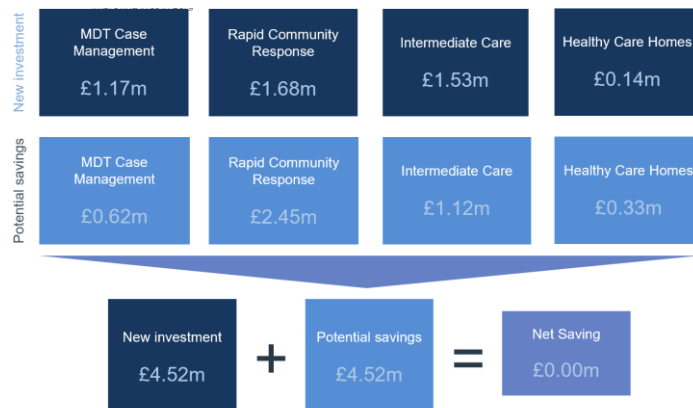 New investment
MDT Case
Management
£1.17m
Rapid Community
Response
£1.68m
Intermediate Care
£1.53m
Healthy Care Homes
£0.14m
Potential savings
MDT Case
Management
£0.62m
Rapid Community
Response
£2.45m
Intermediate Care
£1.12m
Healthy Care Homes
£0.33m
New investment
£4.52m
+
Potential savings
£4.52m
=
Net Saving
£0.00m